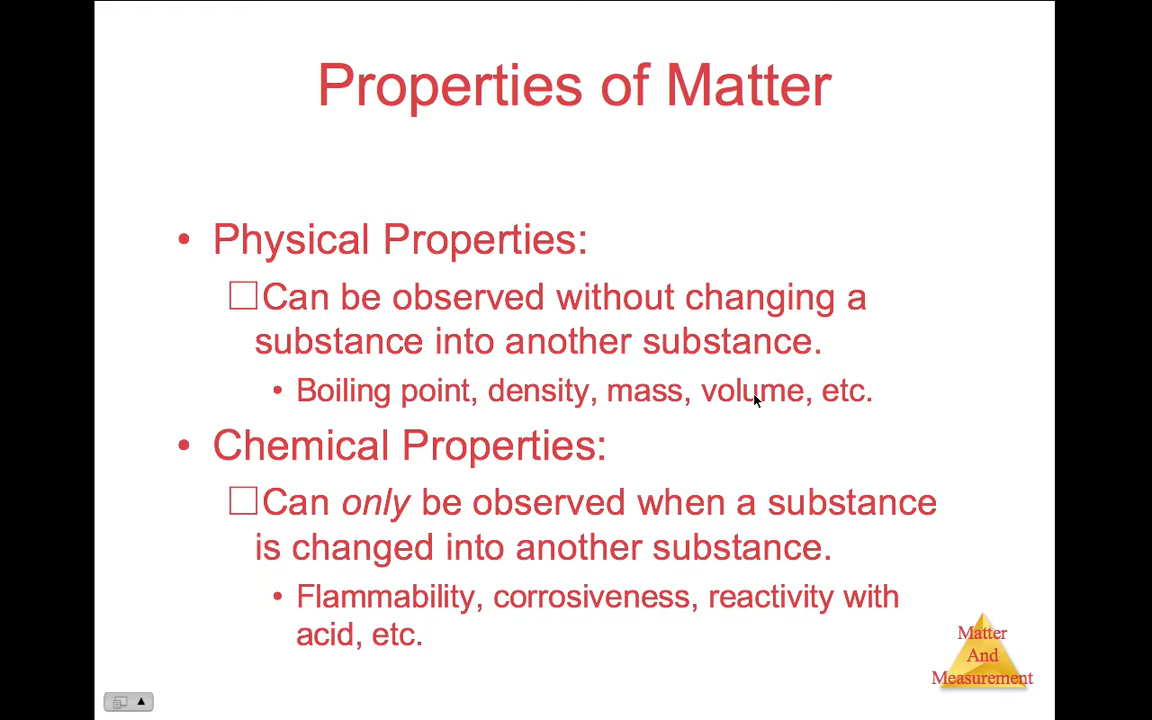 Properties of Matter
• Physical Properties:
□Can be observed without changing a
substance into another substance.
• Boiling point, density, mass, volume, etc.
• Chemical Properties:
□Can only be observed when a substance
is changed into another substance.
• Flammability, corrosiveness, reactivity with
acid, etc.
Matter
And
Measurement